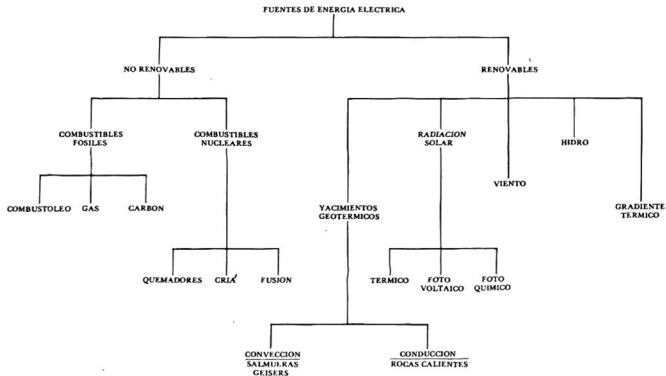 FUENTES DE ENERGIA ELECTRICA
NO RENOVABLES
RENOVABLES
COMBUSTIBLES
FOSILES
COMBUSTIBLES
NUCLEARES
RADIACION
SOLAR
HIDRO
VIENTO
COMBUSTOLEO
GAS
CARBON
YACIMIENTOS
GEOTERMICOS
GRADIENTE
TERMICO
QUEMADORES
CRIA
FUSION
TERMICO
FOTO
VOLTAICO
FOTO
QUIMICO
CONVECCION
SALMUERAS
GEISERS
CONDUCCION
ROCAS CALIENTES